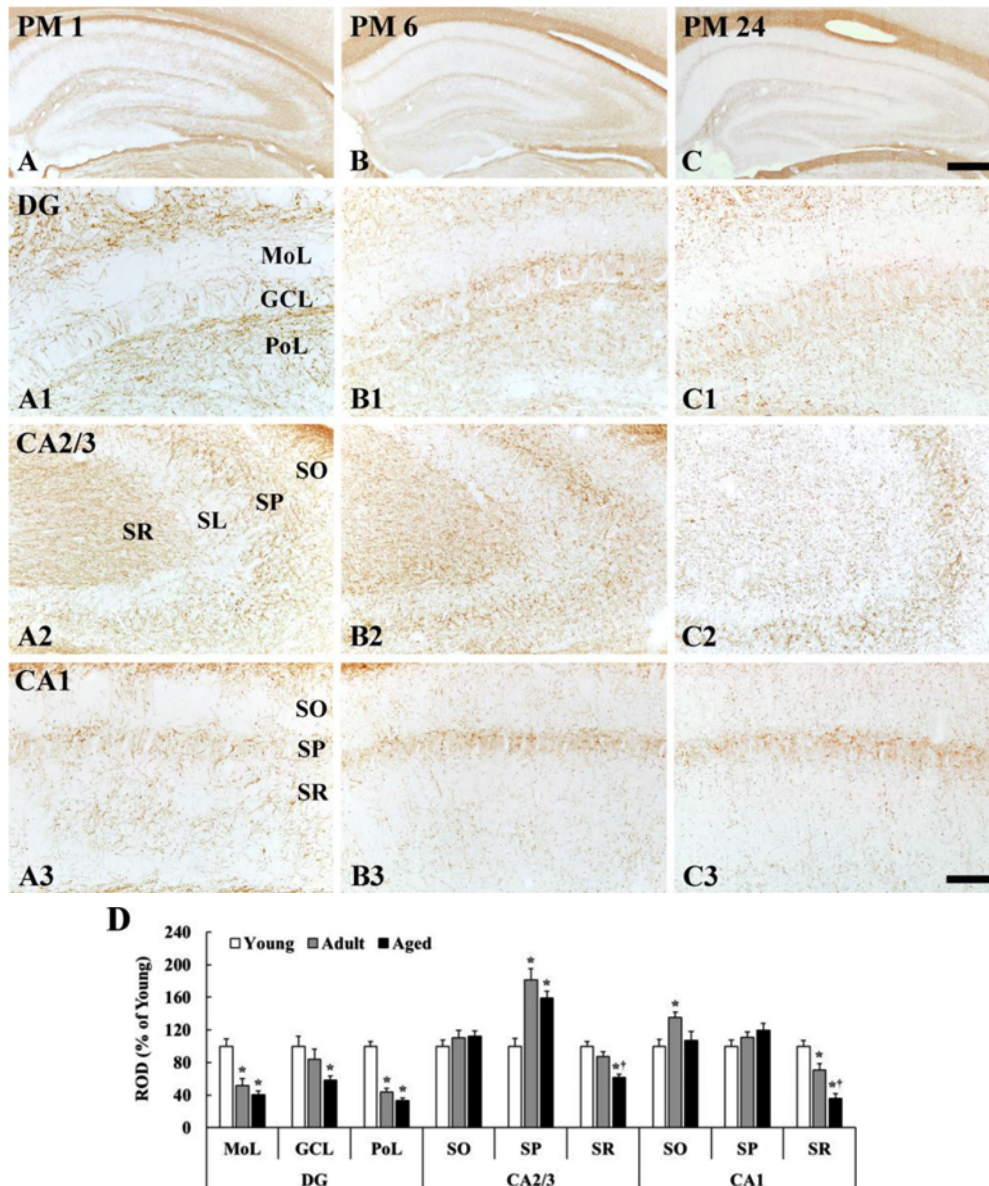 PM 1 PM 6 PM 24
A B C
DG
MoL
GCL
PoL
A1 B1 C1
CA2/3
SO
SP
SL
SR
A2 B2 C2
CA1
SO
SP
SR
A3 B3 C3
D
240
200
160
120
80
40
0
ROD (% of Young)
Young Adult Aged
* * * * * * * *† * * *†
MoL GCL PoL SO SP SR SO SP SR
DG CA2/3 CA1